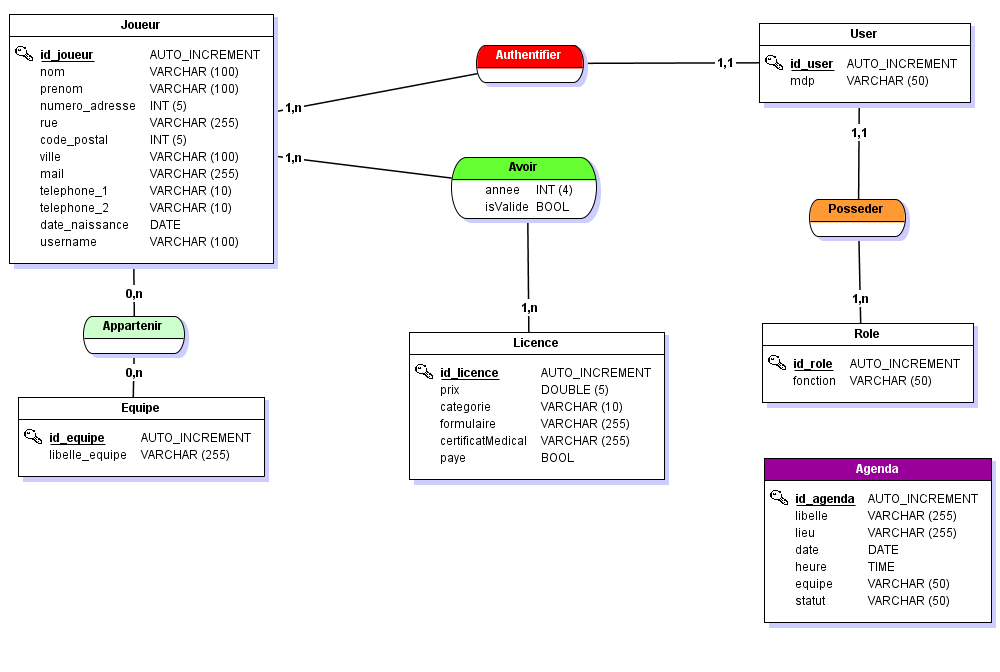 Joueur
id_joueur AUTO_INCREMENT
nom VARCHAR (100)
prenom VARCHAR (100)
numero_adresse INT (5)
rue VARCHAR (255)
code_postal INT (5)
ville VARCHAR (100)
mail VARCHAR (255)
telephone_1 VARCHAR (10)
telephone_2 VARCHAR (10)
date_naissance DATE
username VARCHAR (100)
1,n
Authentifier
1,1
User
id_user AUTO_INCREMENT
mdp VARCHAR (50)
1,1
Posseder
1,n
Role
id_role AUTO_INCREMENT
fonction VARCHAR (50)
1,n
Avoir
annee INT (4)
isValide BOOL
1,n
Licence
id_licence AUTO_INCREMENT
prix DOUBLE (5)
categorie VARCHAR (10)
formulaire VARCHAR (255)
certificatMedical VARCHAR (255)
paye BOOL
0,n
Appartenir
0,n
Equipe
id_equipe AUTO_INCREMENT
libelle_equipe VARCHAR (255)
Agenda
id_agenda AUTO_INCREMENT
libelle VARCHAR (255)
lieu VARCHAR (255)
date DATE
heure TIME
equipe VARCHAR (50)
statut VARCHAR (50)